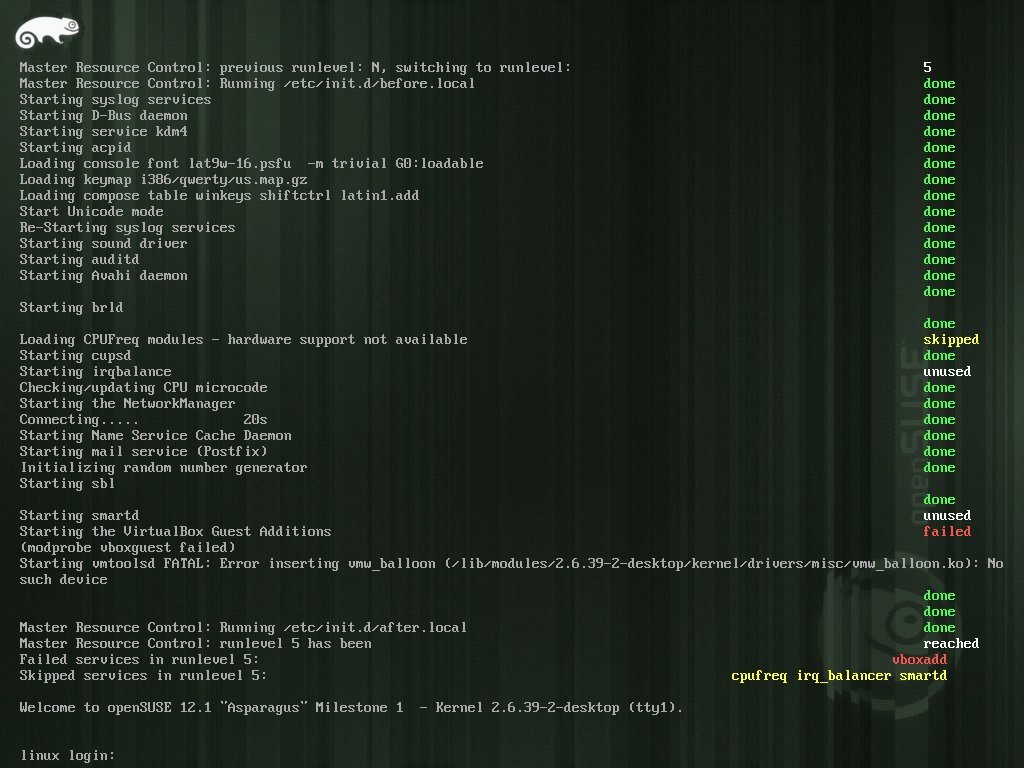 Master Resource Control: previous runlevel: N, switching to runlevel: 5
Master Resource Control: Running /etc/init.d/before.local done
Starting syslog services done
Starting D-Bus daemon done
Starting service kdm4 done
Starting acpid done
Loading console font lat9w-16.psfu  -m trivial G0:loadable done
Loading keymap i386/qwerty/us.map.gz done
Loading compose table winkeys shiftctrl latin1.add done
Start Unicode mode done
Re-Starting syslog services done
Starting sound driver done
Starting auditd done
Starting Avahi daemon done
done
Starting brld
done
Loading CPUFreq modules - hardware support not available skipped
Starting cupsd done
Starting irqbalance unused
Checking/updating CPU microcode done
Starting the NetworkManager done
Connecting..... 20s done
Starting Name Service Cache Daemon done
Starting mail service (Postfix) done
Initializing random number generator done
Starting sbl
done
Starting smartd unused
Starting the VirtualBox Guest Additions failed
(modprobe vboxguest failed)
Starting vmtoolsd FATAL: Error inserting vmw_balloon (/lib/modules/2.6.39-2-desktop/kernel/drivers/misc/vmw_balloon.ko): No
such device
done
done
Master Resource Control: Running /etc/init.d/after.local done
Master Resource Control: runlevel 5 has been reached
Failed services in runlevel 5: vboxadd
Skipped services in runlevel 5: cpufreq irq_balancer smartd
Welcome to openSUSE 12.1 "Asparagus" Milestone 1  - Kernel 2.6.39-2-desktop (tty1).
linux login:
openSUSE